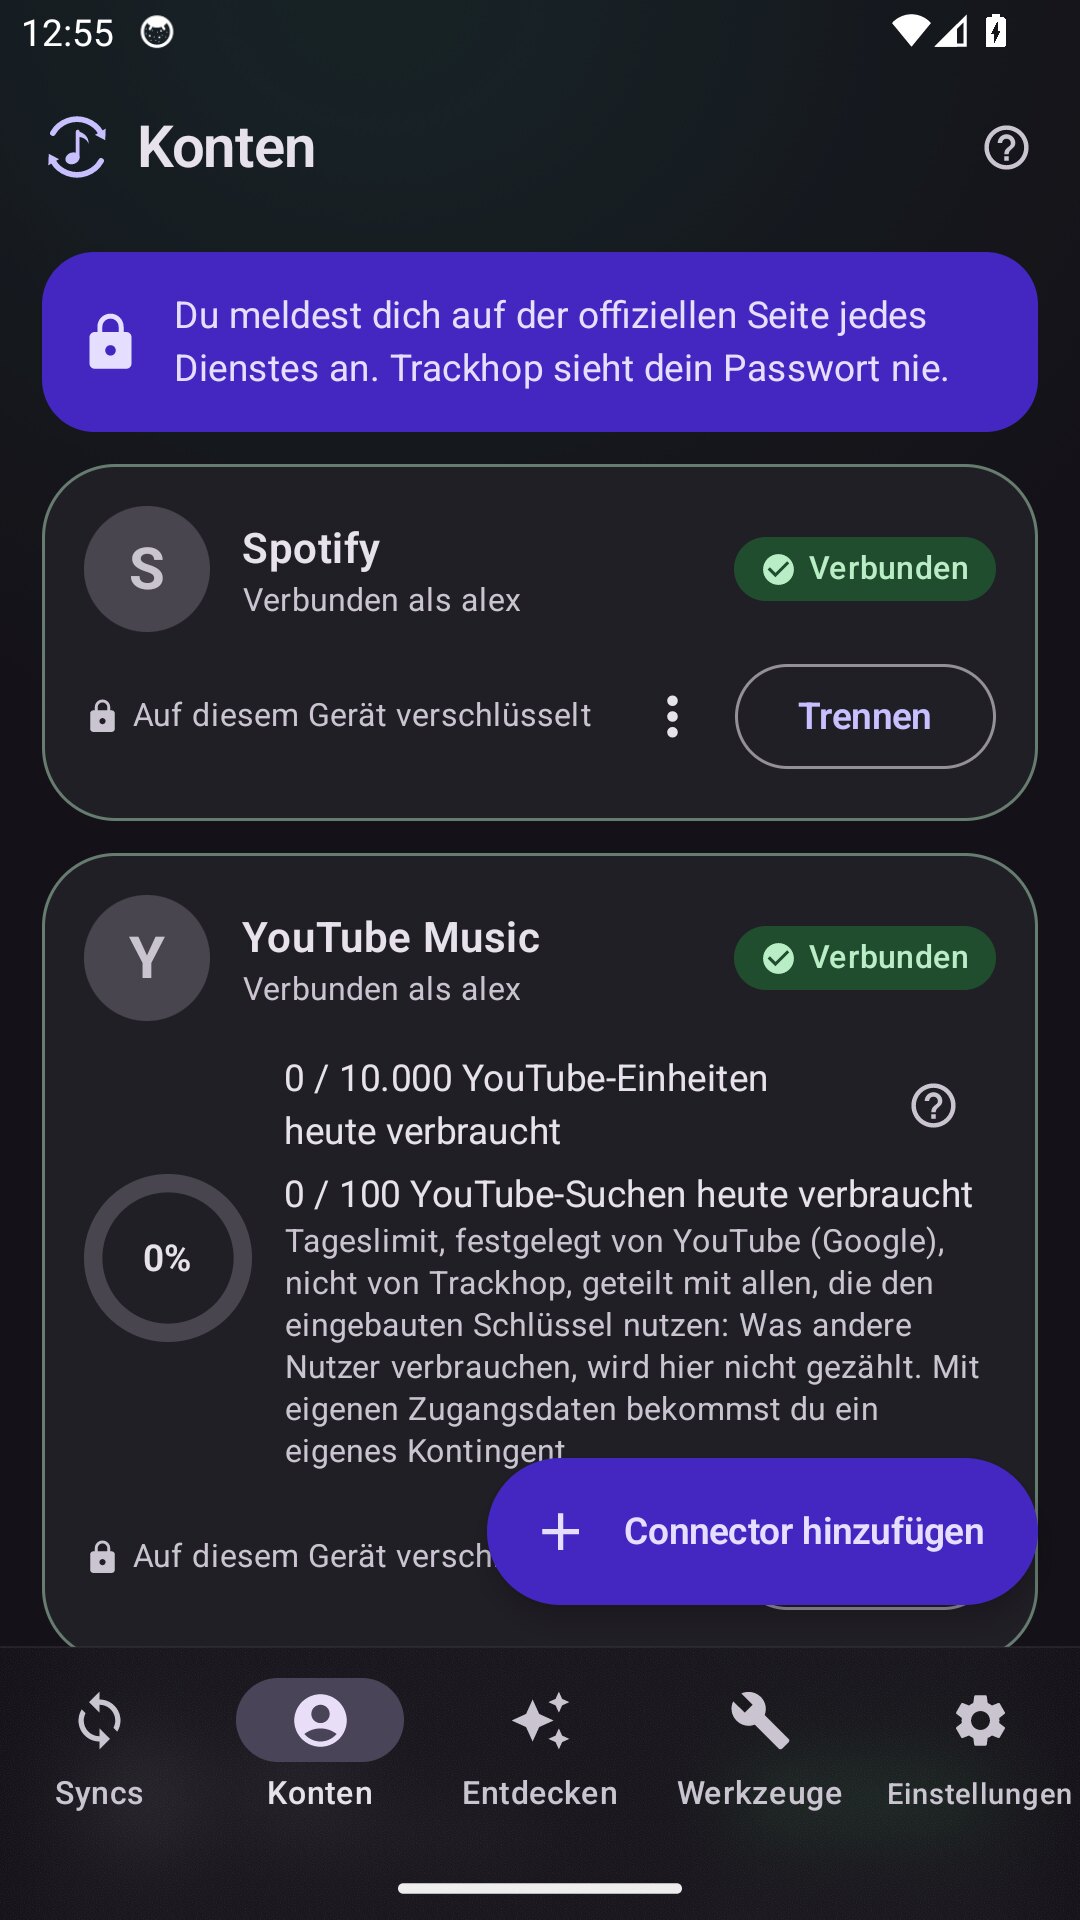 12:55
Konten
Du meldest dich auf der offiziellen Seite jedes
Dienstes an. Trackhop sieht dein Passwort nie.
S
Spotify
Verbunden als alex
Verbunden
Auf diesem Gerät verschlüsselt
Trennen
Y
YouTube Music
Verbunden als alex
Verbunden
0 / 10.000 YouTube-Einheiten
heute verbraucht
0 / 100 YouTube-Suchen heute verbraucht
0%
Tageslimit, festgelegt von YouTube (Google),
nicht von Trackhop, geteilt mit allen, die den
eingebauten Schlüssel nutzen: Was andere
Nutzer verbrauchen, wird hier nicht gezählt. Mit
eigenen Zugangsdaten bekommst du ein
eigenes Kontingent
Auf diesem Gerät
Connector hinzufügen
Syncs
Konten
Entdecken
Werkzeuge
Einstellungen